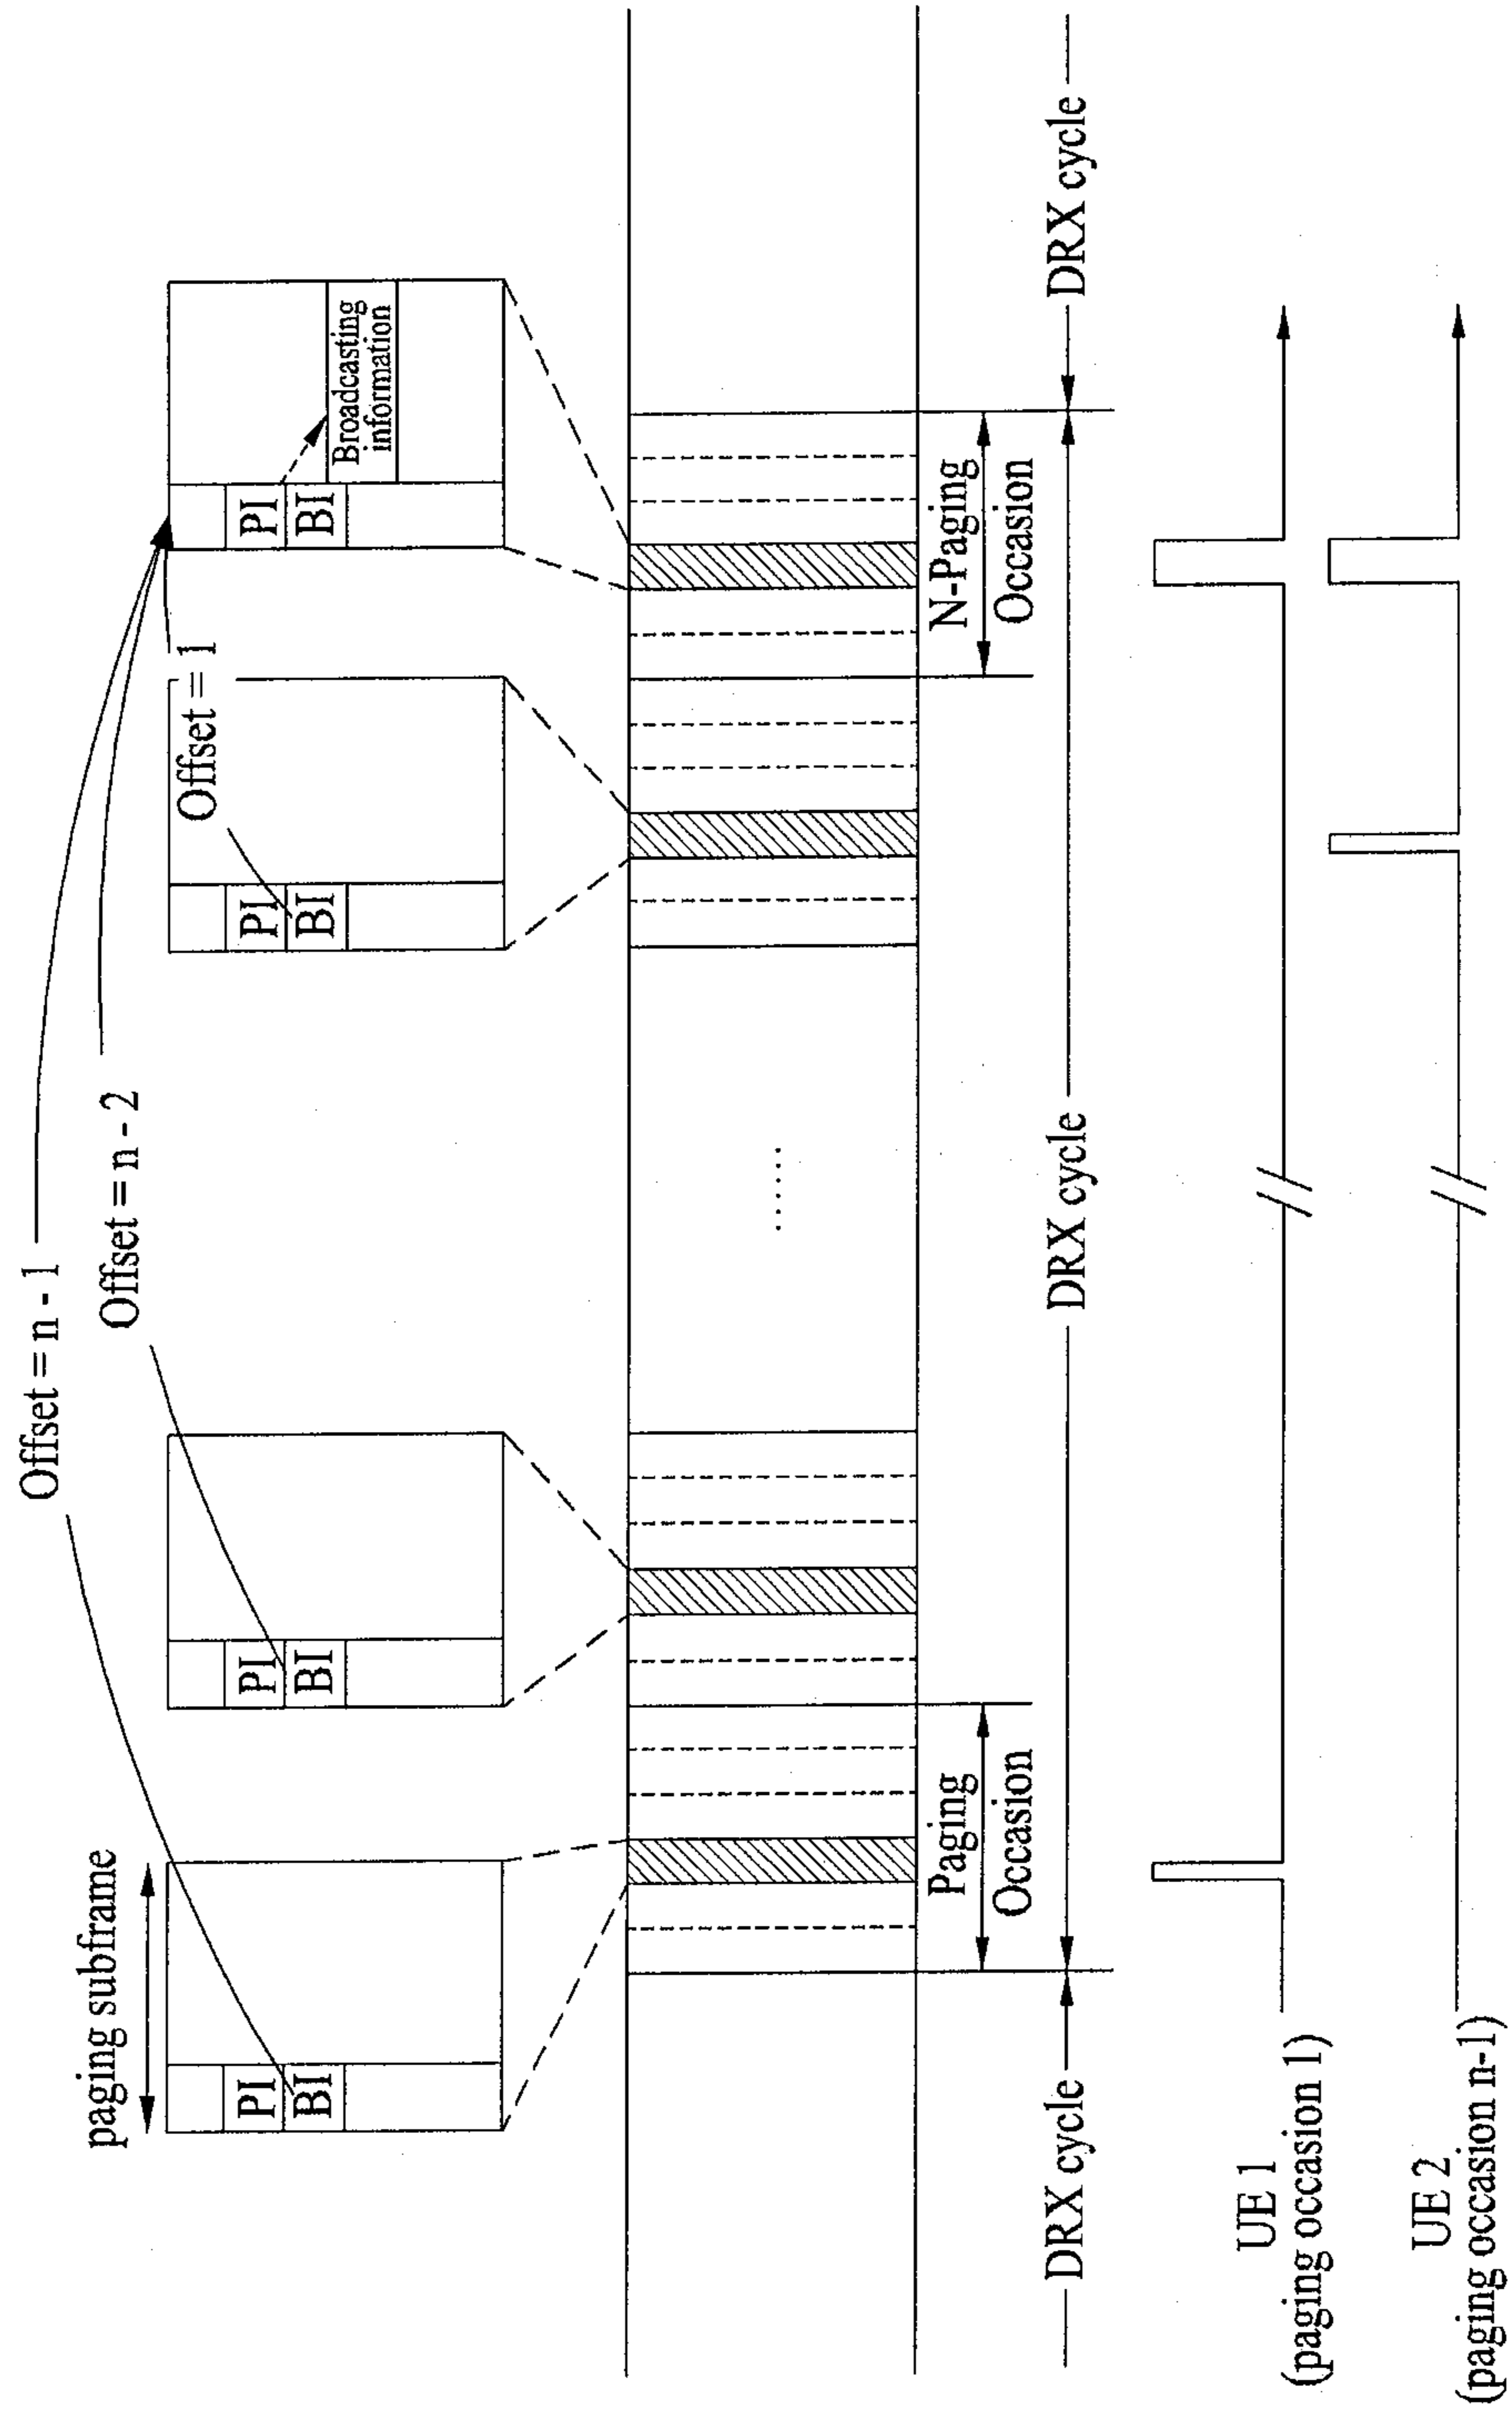 Offset = n - 1
Offset = n - 2
paging subframe
Offset = 1
PI
BI
PI
BI
PI
BI
PI
BI
Broadcasting
information
......
Paging
Occasion
N-Paging
Occasion
DRX cycle
DRX cycle
DRX cycle
UE 1
(paging occasion 1)
UE 2
(paging occasion n-1)